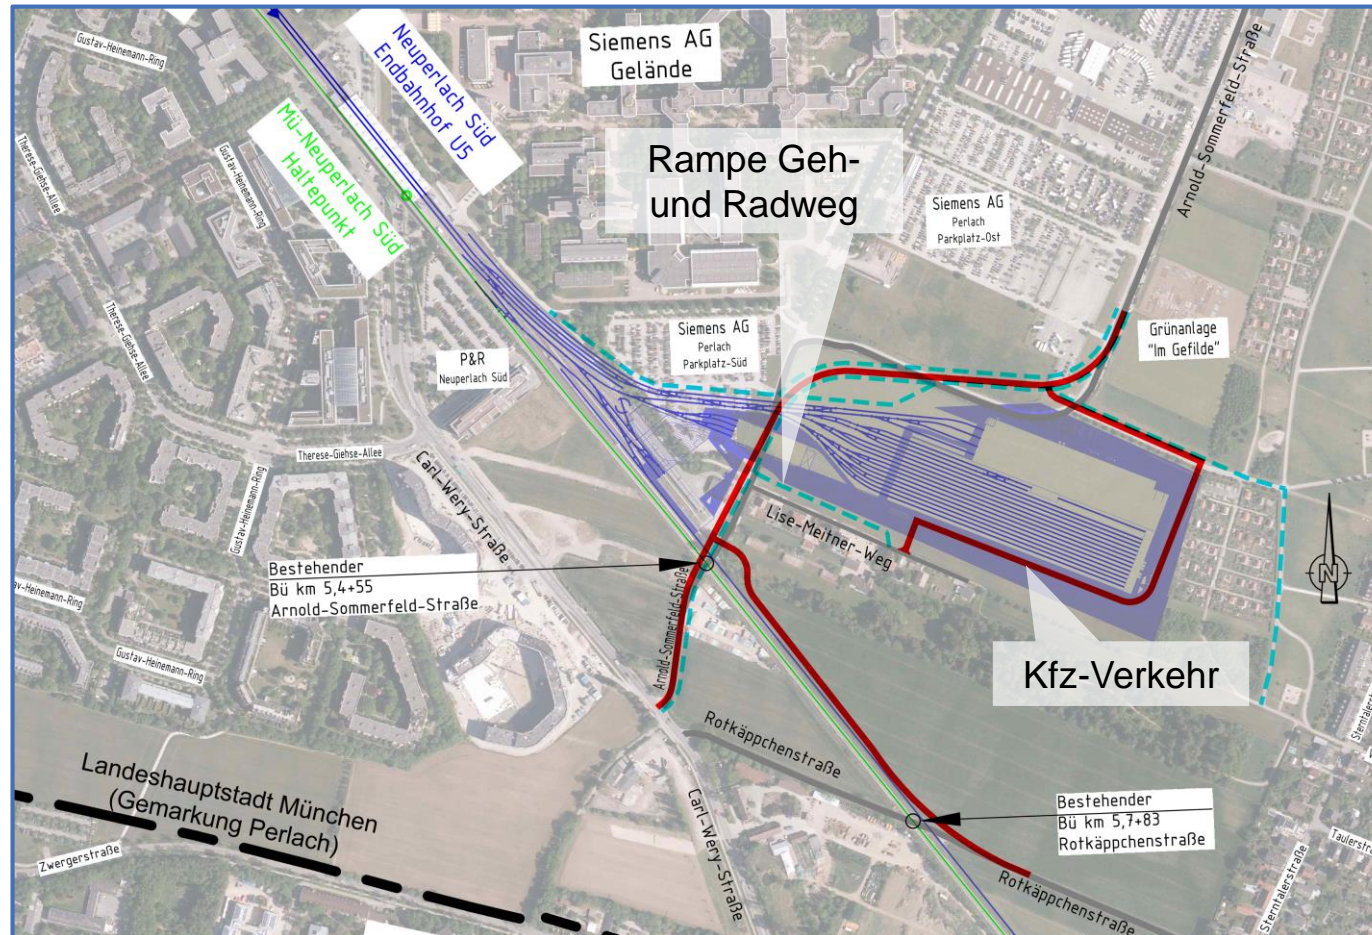 Gustav-Heinemann-Ring
Neuperlach Süd
Endbahnhof U5
Siemens AG
Gelände
Arnold-Sommerfeld-Straße
Mü-Neuperlach Süd
Haltepunkt
Therese-Giehse-Allee
Gustav-Heinemann-Ring
Rampe Geh-
und Radweg
Siemens AG
Perlach
Parkplatz-Ost
Therese-Giehse-Allee
Siemens AG
Perlach
Parkplatz-Süd
Grünanlage
"Im Gefilde"
P&R
Neuperlach Süd
Therese-Giehse-Allee
Carl-Wery-Straße
Gustav-Heinemann-Ring
Lise-Meitner-Weg
Bestehender
Bü km 5,4+55
Arnold-Sommerfeld-Straße
av-Heinemann-Ring
Arnold-Sommerfeld-Straße
N
Gustav-Heinemann-Ring
Kfz-Verkehr
Rotkäppchenstraße
Landeshauptstadt München
(Gemarkung Perlach)
Carl-Wery-Straße
Bestehender
Bü km 5,7+83
Rotkäppchenstraße
Zwergerstraße
Rotkäppchenstraße
Sterntalerstraße